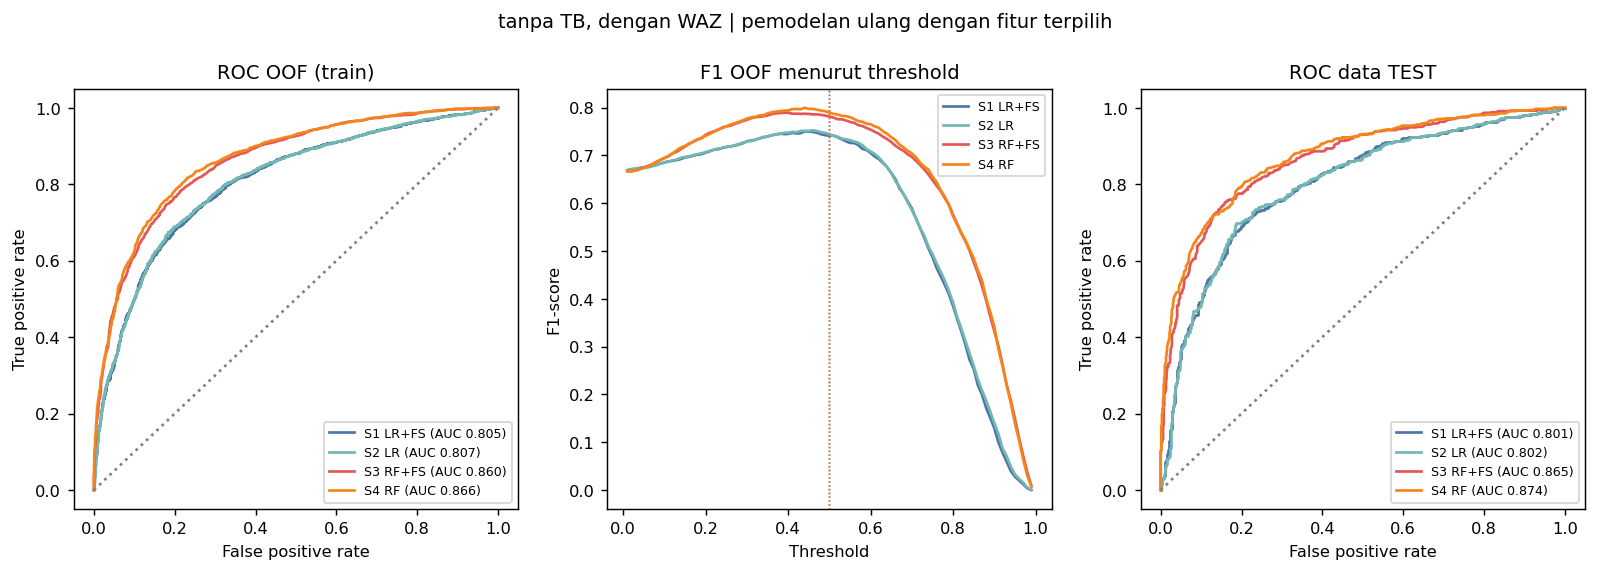 tanpa TB, dengan WAZ | pemodelan ulang dengan fitur terpilih
ROC OOF (train)
True positive rate
1.0
0.8
0.6
0.4
0.2
0.0
0.0 0.2 0.4 0.6 0.8 1.0
False positive rate
S1 LR+FS (AUC 0.805)
S2 LR (AUC 0.807)
S3 RF+FS (AUC 0.860)
S4 RF (AUC 0.866)
F1 OOF menurut threshold
F1-score
0.8
0.7
0.6
0.5
0.4
0.3
0.2
0.1
0.0
0.0 0.2 0.4 0.6 0.8 1.0
Threshold
S1 LR+FS
S2 LR
S3 RF+FS
S4 RF
ROC data TEST
True positive rate
1.0
0.8
0.6
0.4
0.2
0.0
0.0 0.2 0.4 0.6 0.8 1.0
False positive rate
S1 LR+FS (AUC 0.801)
S2 LR (AUC 0.802)
S3 RF+FS (AUC 0.865)
S4 RF (AUC 0.874)